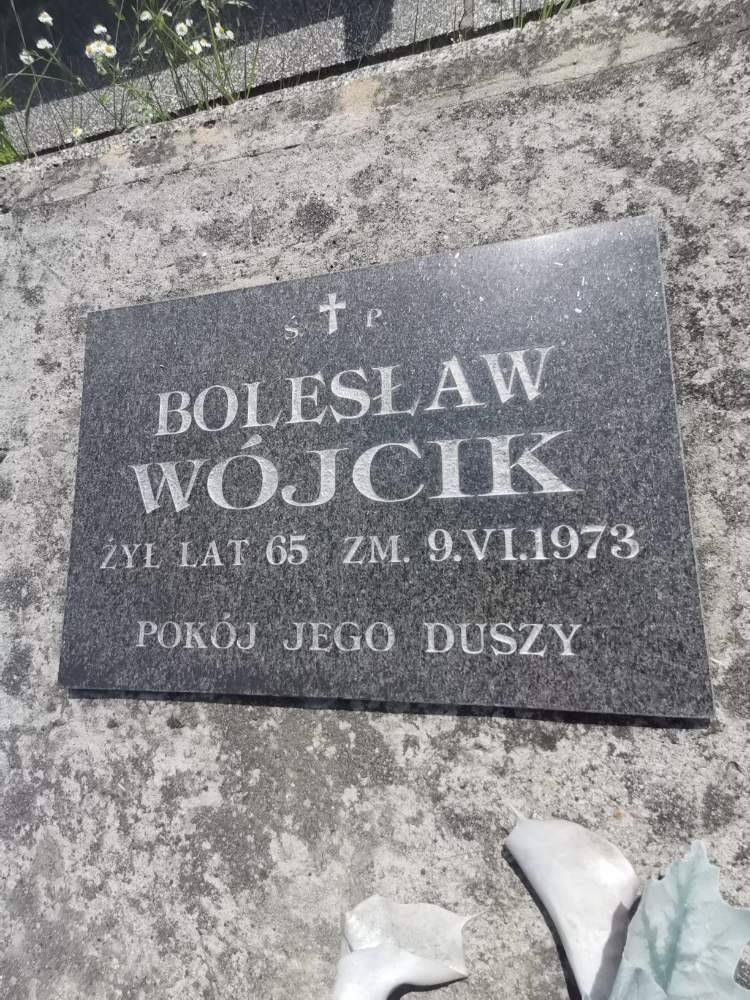 Ś † P
BOLESŁAW
WÓJCIK
ŻYŁ LAT 65 ZM. 9.VI.1973
POKÓJ JEGO DUSZY